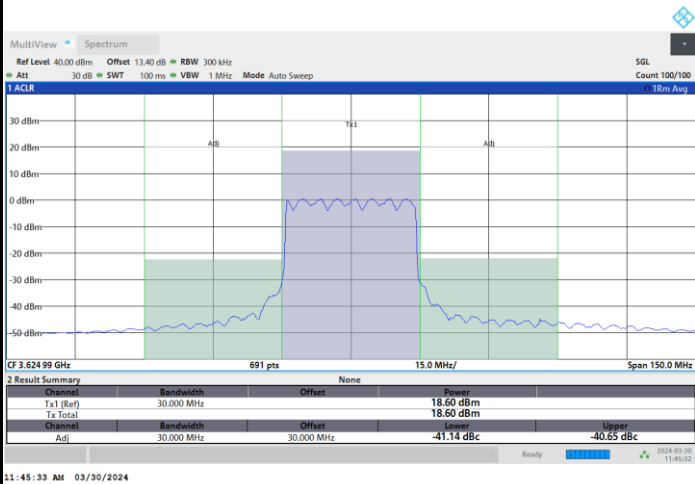 MultiView Spectrum
Ref Level 40.00 dBm Offset 13.40 dB RBW 300 kHz SGL
Att 30 dB SWT 100 ms VBW 1 MHz Mode Auto Sweep Count 100/100
1 ACLR 1Rm Avg
30 dBm
Tx1
20 dBm
Adj Adj
10 dBm
0 dBm
-10 dBm
-20 dBm
-30 dBm
-40 dBm
-50 dBm
CF 3.624 99 GHz 691 pts 15.0 MHz/ Span 150.0 MHz
2 Result Summary None
Channel Bandwidth Offset Power
Tx1 (Ref) 30.000 MHz 18.60 dBm
Tx Total 18.60 dBm
Channel Bandwidth Offset Lower Upper
Adj 30.000 MHz 30.000 MHz -41.14 dBc -40.65 dBc
Ready 2024-03-30
11:45:32
11:45:33 AM 03/30/2024